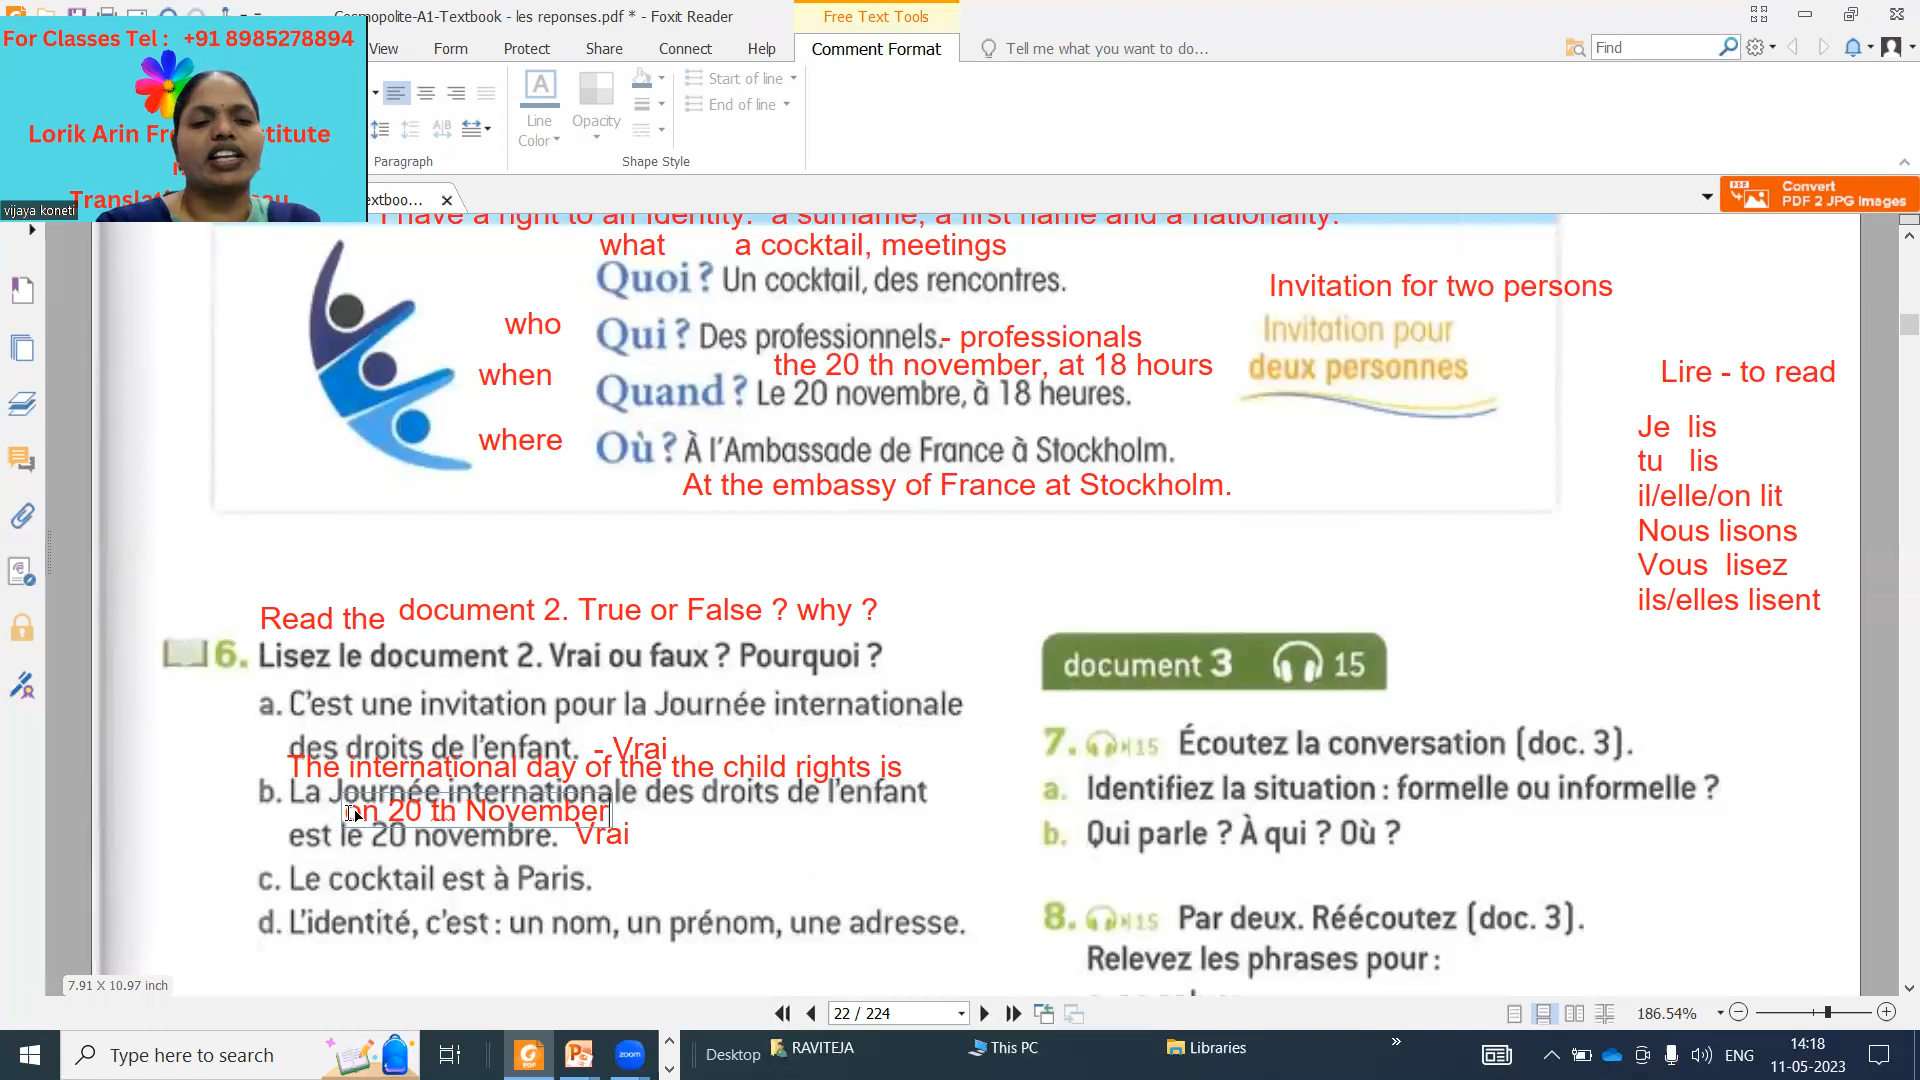 Cosmopolite-A1-Textbook - les reponses.pdf * - Foxit Reader
Free Text Tools
View Form Protect Share Connect Help Comment Format Tell me what you want to do... Find
For Classes Tel : +91 8985278894
Lorik Arin
vijaya koneti
Line Color
Opacity
Start of line
End of line
Paragraph
Shape Style
extboo...
Convert
PDF 2 JPG Images
I have a right to an identity: a surname, a first name and a nationality.
what a cocktail, meetings
Quoi ? Un cocktail, des rencontres.
Invitation for two persons
who
Qui ? Des professionnels. - professionals
Invitation pour
deux personnes
the 20 th november, at 18 hours
when
Quand ? Le 20 novembre, à 18 heures.
where
Où ? À l'Ambassade de France à Stockholm.
At the embassy of France at Stockholm.
Lire - to read
Je lis
tu lis
il/elle/on lit
Nous lisons
Vous lisez
ils/elles lisent
Read the document 2. True or False ? why ?
6. Lisez le document 2. Vrai ou faux ? Pourquoi ?
a. C'est une invitation pour la Journée internationale
des droits de l'enfant. - Vrai
The international day of the the child rights is
b. La Journée internationale des droits de l'enfant
on 20 th November
est le 20 novembre. Vrai
c. Le cocktail est à Paris.
d. L'identité, c'est : un nom, un prénom, une adresse.
document 3 15
7. 15 Écoutez la conversation (doc. 3).
a. Identifiez la situation : formelle ou informelle ?
b. Qui parle ? À qui ? Où ?
8. 15 Par deux. Réécoutez (doc. 3).
Relevez les phrases pour :
7.91 X 10.97 inch
22 / 224
186.54%
Type here to search
Desktop
RAVITEJA
This PC
Libraries
ENG
14:18
11-05-2023